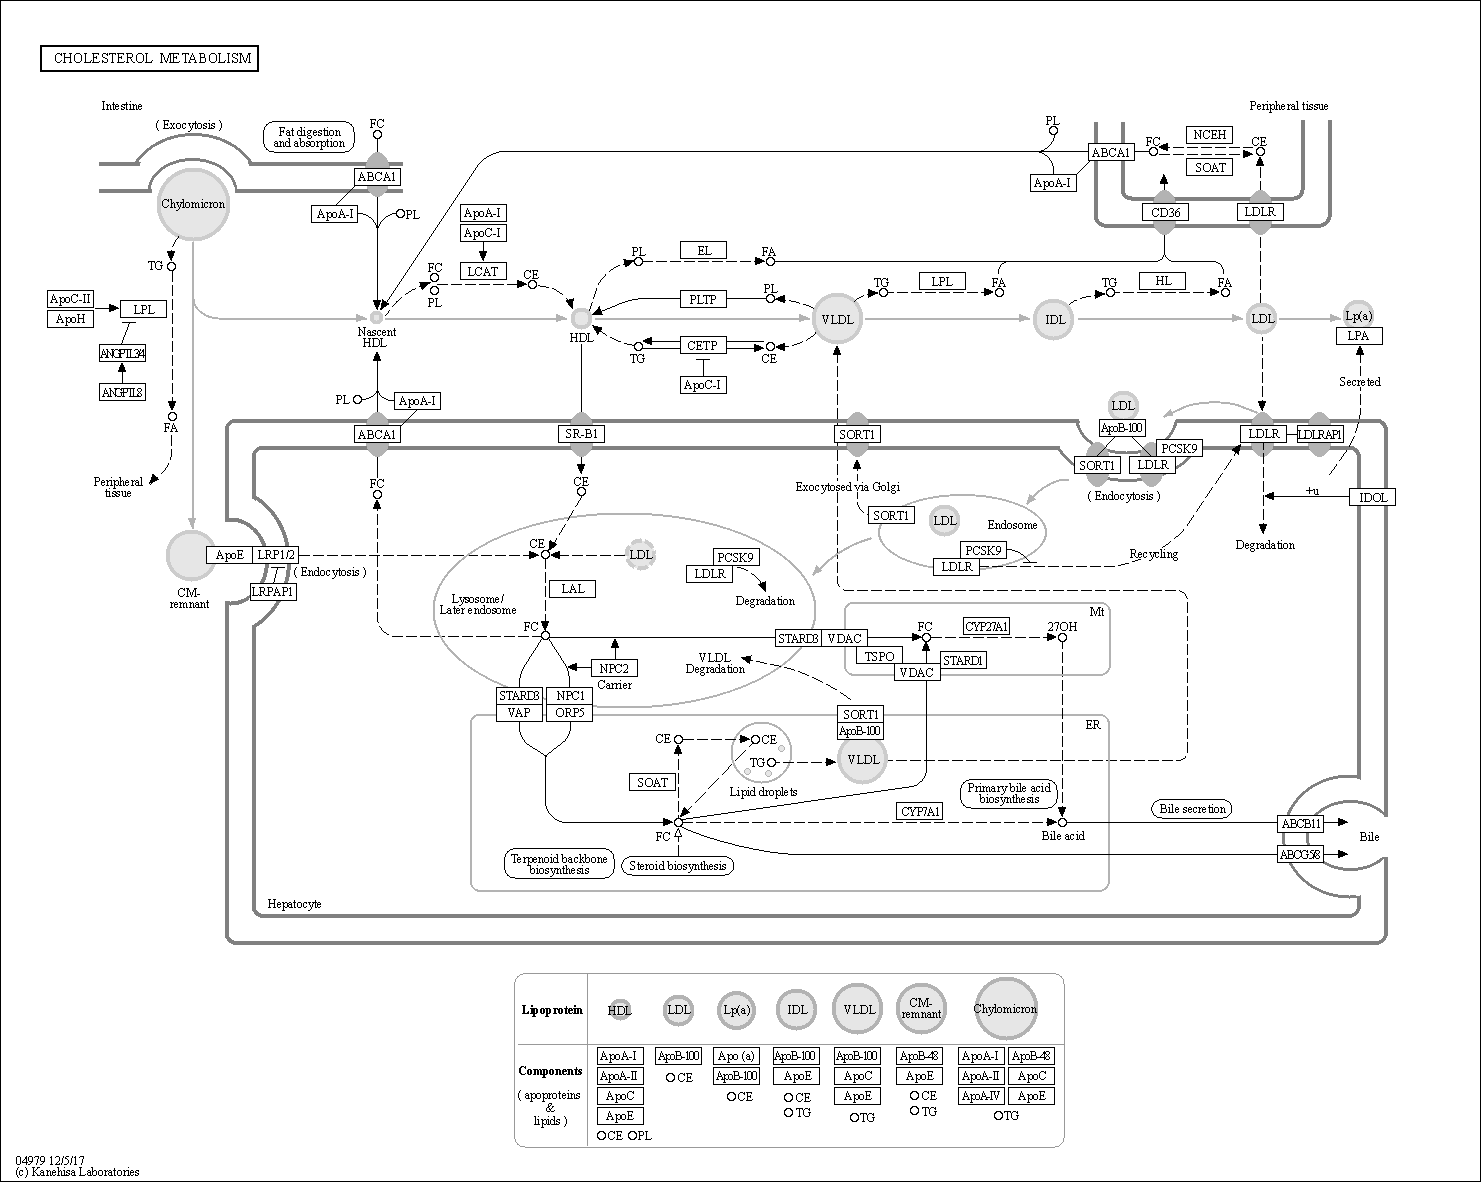 CHOLESTEROL METABOLISM
Intestine
( Exocytosis )
Fat digestion
and absorption
FC
ABCA1
ApoA-I
PL
Chylomicron
TG
ApoC-II
ApoH
LPL
ANGPTL3/4
ANGPTL8
FA
Peripheral
tissue
Nascent
HDL
ApoA-I
ApoC-I
LCAT
FC
PL
CE
HDL
PL
EL
FA
PLTP
PL
TG
CETP
CE
ApoC-I
VLDL
TG
LPL
FA
IDL
TG
HL
FA
LDL
Lp(a)
LPA
Secreted
Peripheral tissue
PL
ABCA1
ApoA-I
FC
NCEH
SOAT
CE
CD36
LDLR
PL
ApoA-I
ABCA1
FC
SR-B1
CE
SORT1
Exocytosed via Golgi
LDL
ApoB-100
SORT1
LDLR
PCSK9
( Endocytosis )
LDLR
LDLRAP1
+u
IDOL
Degradation
SORT1
LDL
Endosome
PCSK9
LDLR
Recycling
CM-
remnant
ApoE
LRP1/2
( Endocytosis )
LRPAP1
CE
LDL
LAL
PCSK9
LDLR
Degradation
Lysosome/
Later endosome
FC
NPC2
Carrier
STARD3
VAP
NPC1
ORP5
STARD3
VDAC
FC
CYP27A1
27OH
Mt
TSPO
VDAC
STARD1
VLDL
Degradation
SORT1
ApoB-100
VLDL
ER
CE
SOAT
CE
TG
Lipid droplets
FC
CYP7A1
Primary bile acid
biosynthesis
Bile acid
Bile secretion
ABCB11
ABCG5/8
Bile
Terpenoid backbone
biosynthesis
Steroid biosynthesis
Hepatocyte
Lipoprotein
HDL
LDL
Lp(a)
IDL
VLDL
CM-
remnant
Chylomicron
Components
( apoproteins
&
lipids )
ApoA-I
ApoA-II
ApoC
ApoE
CE PL
ApoB-100
CE
Apo (a)
ApoB-100
CE
ApoB-100
ApoE
CE
TG
ApoB-100
ApoC
ApoE
TG
ApoB-48
ApoE
CE
TG
ApoA-I ApoB-48
ApoA-II ApoC
ApoA-IV ApoE
TG
04979 12/5/17
(c) Kanehisa Laboratories